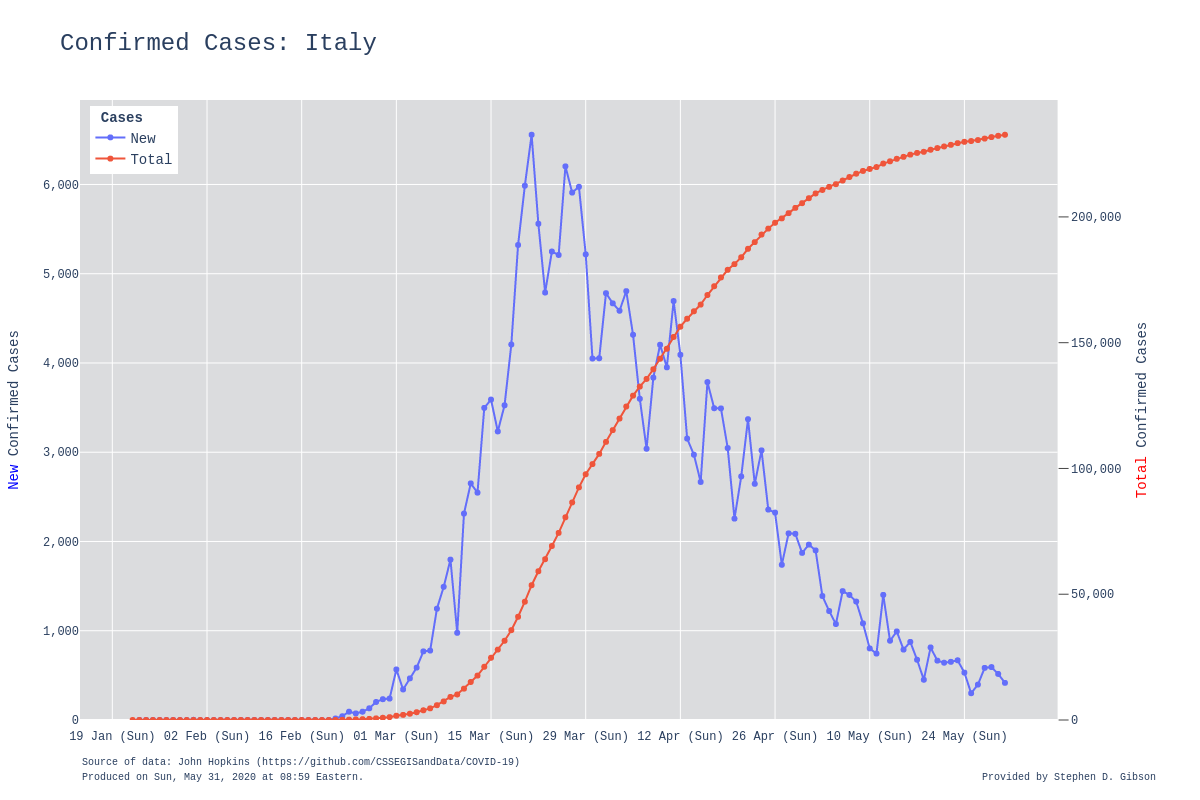 Confirmed Cases: Italy
Cases
New
Total
6,000
5,000
4,000
3,000
2,000
1,000
0
New Confirmed Cases
200,000
150,000
100,000
50,000
0
Total Confirmed Cases
19 Jan (Sun) 02 Feb (Sun) 16 Feb (Sun) 01 Mar (Sun) 15 Mar (Sun) 29 Mar (Sun) 12 Apr (Sun) 26 Apr (Sun) 10 May (Sun) 24 May (Sun)
Source of data: John Hopkins (https://github.com/CSSEGISandData/COVID-19)
Produced on Sun, May 31, 2020 at 08:59 Eastern.
Provided by Stephen D. Gibson